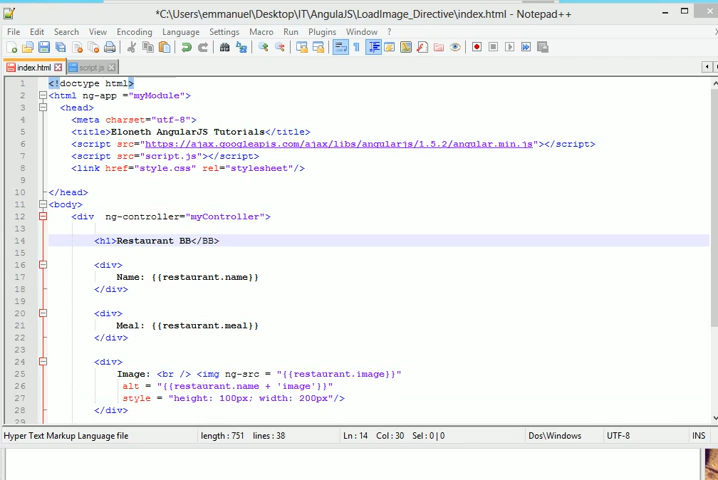 *C:\Users\emmanuel\Desktop\IT\AngulaJS\LoadImage_Directive\index.html - Notepad++
File Edit Search View Encoding Language Settings Macro Run Plugins Window ?
X
index.html script.js
1 <!doctype html>
2 <html ng-app ="myModule">
3 <head>
4 <meta charset="utf-8">
5 <title>Eloneth AngularJS Tutorials</title>
6 <script src="https://ajax.googleapis.com/ajax/libs/angularjs/1.5.2/angular.min.js"></script>
7 <script src="script.js"></script>
8 <link href="style.css" rel="stylesheet"/>
9
10 </head>
11 <body>
12 <div ng-controller="myController">
13
14 <h1>Restaurant BB</BB>
15
16 <div>
17 Name: {{restaurant.name}}
18 </div>
19
20 <div>
21 Meal: {{restaurant.meal}}
22 </div>
23
24 <div>
25 Image: <br /> <img ng-src = "{{restaurant.image}}"
26 alt = "{{restaurant.name + 'image'}}"
27 style = "height: 100px; width: 200px"/>
28 </div>
29
Hyper Text Markup Language file length : 751 lines : 38 Ln : 14 Col : 30 Sel : 0 | 0 Dos\Windows UTF-8 INS